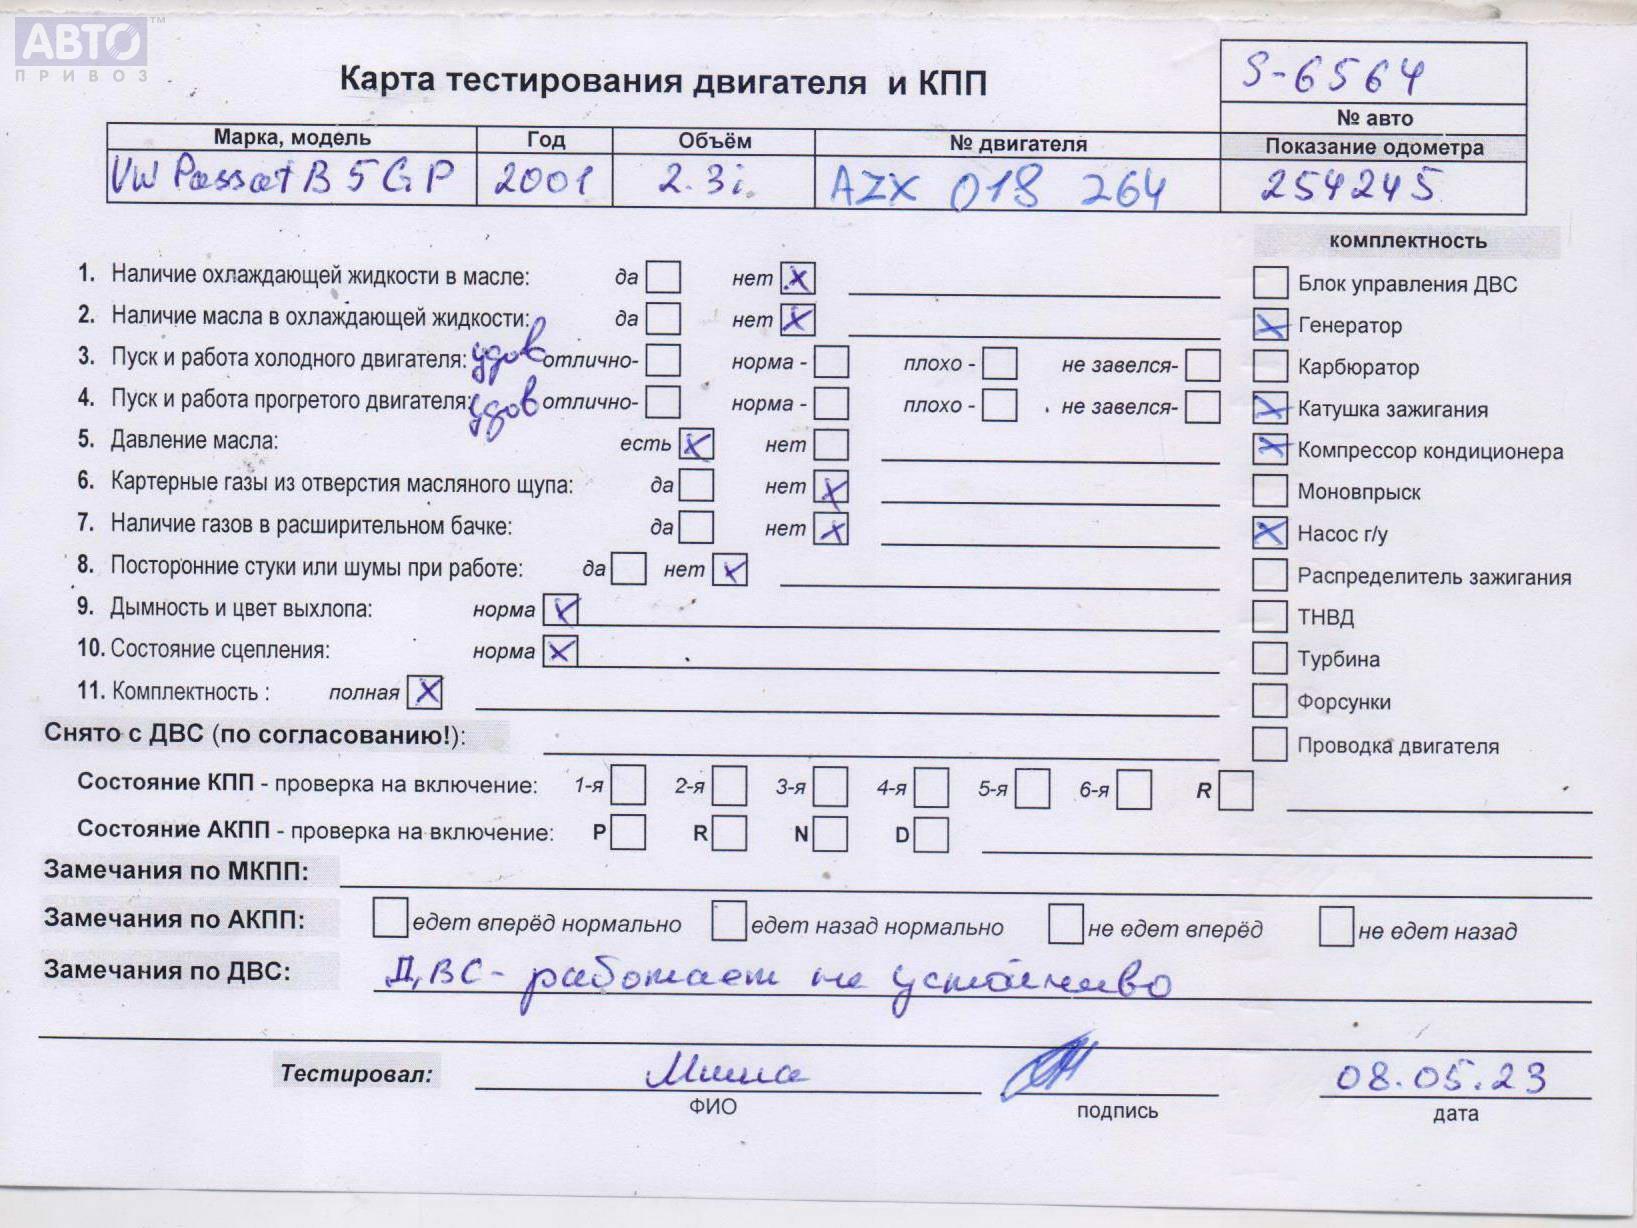 АВТО™
ПРИВОЗ
Карта тестирования двигателя и КПП
S-6564
№ авто
Марка, модель Год Объём № двигателя Показание одометра
VW Passat B5GP 2001 2.3i AZX 018 264 254245
комплектность
1. Наличие охлаждающей жидкости в масле: да нет x
Блок управления ДВС
2. Наличие масла в охлаждающей жидкости: да нет x
Генератор
3. Пуск и работа холодного двигателя: удов отлично- норма - плохо - не завелся-
Карбюратор
4. Пуск и работа прогретого двигателя: удов отлично- норма - плохо - не завелся-
Катушка зажигания
5. Давление масла: есть x нет
Компрессор кондиционера
6. Картерные газы из отверстия масляного щупа: да нет x
Моновпрыск
7. Наличие газов в расширительном бачке: да нет x
Насос г/у
8. Посторонние стуки или шумы при работе: да нет x
Распределитель зажигания
9. Дымность и цвет выхлопа: норма x
ТНВД
10. Состояние сцепления: норма x
Турбина
11. Комплектность : полная x
Форсунки
Снято с ДВС (по согласованию!):
Проводка двигателя
Состояние КПП - проверка на включение: 1-я 2-я 3-я 4-я 5-я 6-я R
Состояние АКПП - проверка на включение: P R N D
Замечания по МКПП:
Замечания по АКПП: едет вперёд нормально едет назад нормально не едет вперёд не едет назад
Замечания по ДВС: ДВС - работает не устойчиво
Тестировал: Миша 08.05.23
ФИО подпись дата